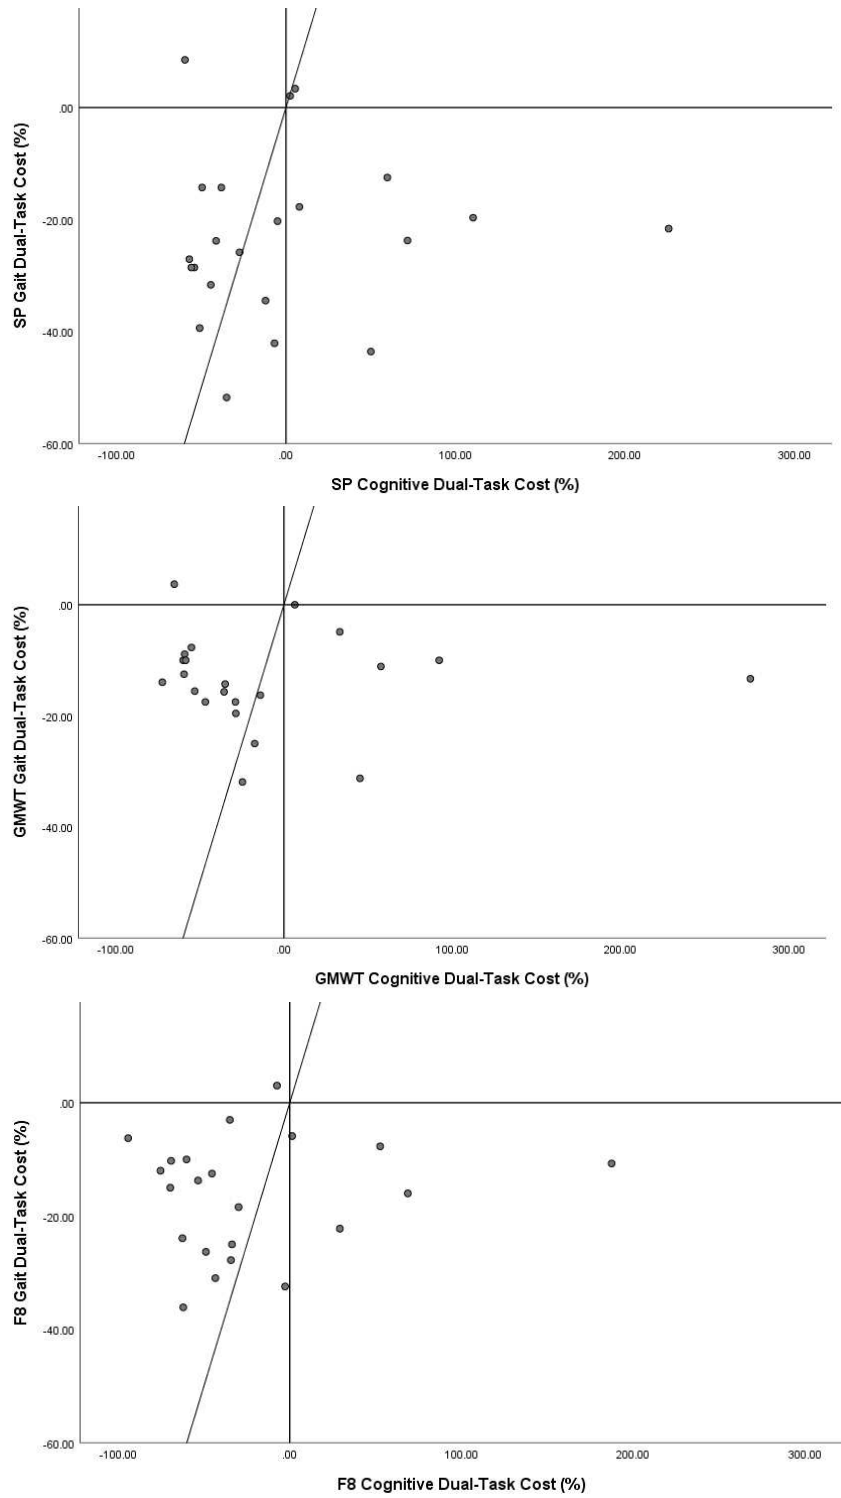 SP Gait Dual-Task Cost (%)
.00
-20.00
-40.00
-60.00
-100.00 .00 100.00 200.00 300.00
SP Cognitive Dual-Task Cost (%)
GMWT Gait Dual-Task Cost (%)
.00
-20.00
-40.00
-60.00
-100.00 .00 100.00 200.00 300.00
GMWT Cognitive Dual-Task Cost (%)
F8 Gait Dual-Task Cost (%)
.00
-20.00
-40.00
-60.00
-100.00 .00 100.00 200.00 300.00
F8 Cognitive Dual-Task Cost (%)